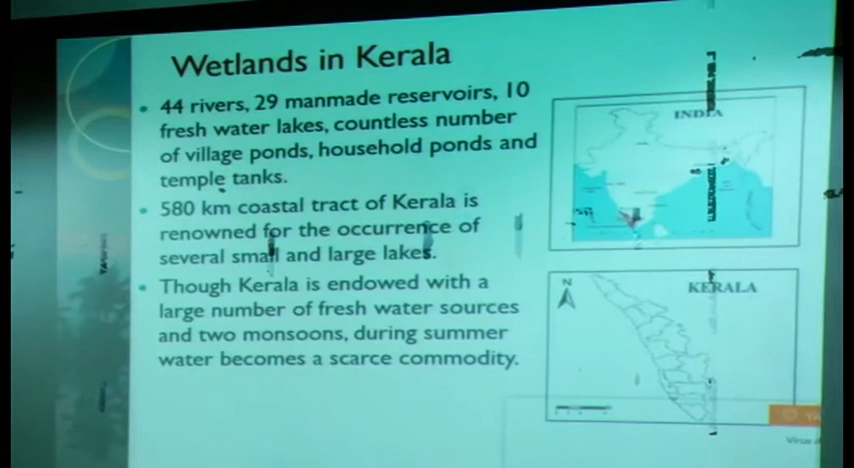 Wetlands in Kerala
• 44 rivers, 29 manmade reservoirs, 10
fresh water lakes, countless number
of village ponds, household ponds and
temple tanks.
• 580 km coastal tract of Kerala is
renowned for the occurrence of
several small and large lakes.
• Though Kerala is endowed with a
large number of fresh water sources
and two monsoons, during summer
water becomes a scarce commodity.
INDIA
N
KERALA
Virus